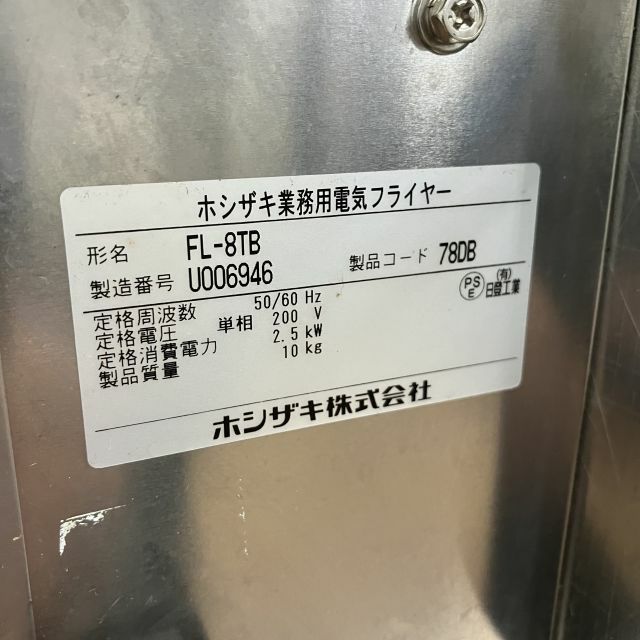 ホシザキ業務用電気フライヤー
形名 FL-8TB
製造番号 U006946 製品コード 78DB
定格周波数 50/60 Hz
定格電圧 単相 200 V
定格消費電力 2.5 kW
製品質量 10 kg
PSE (有)日登工業
ホシザキ株式会社